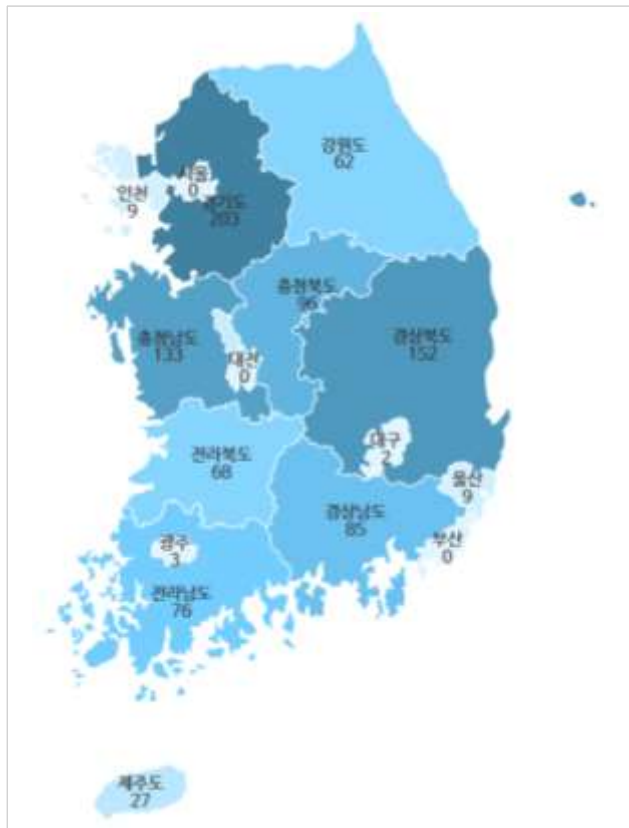 강원도
62
서울
0
인천
9
경기도
203
충청북도
96
충청남도
133
대전
0
경상북도
152
대구
2
전라북도
68
울산
9
경상남도
85
부산
0
광주
3
전라남도
76
제주도
27